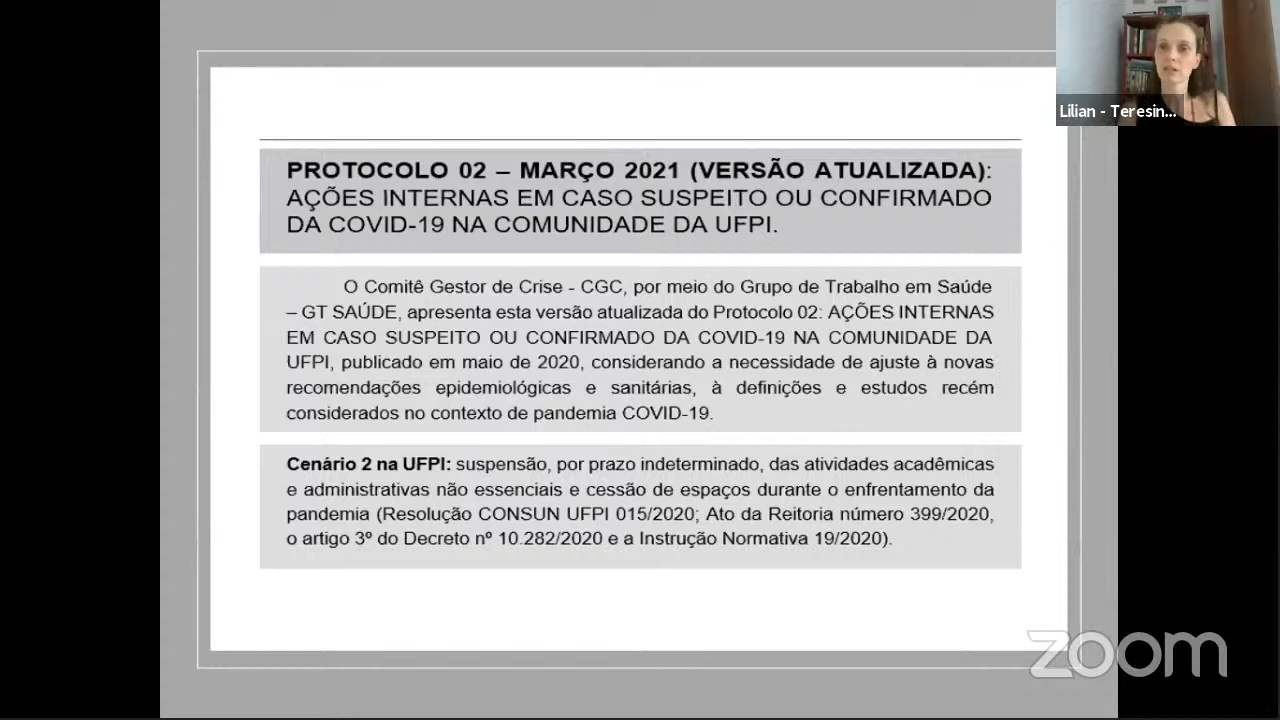 Lilian - Teresin...
PROTOCOLO 02 – MARÇO 2021 (VERSÃO ATUALIZADA):
AÇÕES INTERNAS EM CASO SUSPEITO OU CONFIRMADO
DA COVID-19 NA COMUNIDADE DA UFPI.
O Comitê Gestor de Crise - CGC, por meio do Grupo de Trabalho em Saúde
– GT SAÚDE, apresenta esta versão atualizada do Protocolo 02: AÇÕES INTERNAS
EM CASO SUSPEITO OU CONFIRMADO DA COVID-19 NA COMUNIDADE DA
UFPI, publicado em maio de 2020, considerando a necessidade de ajuste à novas
recomendações epidemiológicas e sanitárias, à definições e estudos recém
considerados no contexto de pandemia COVID-19.
Cenário 2 na UFPI: suspensão, por prazo indeterminado, das atividades acadêmicas
e administrativas não essenciais e cessão de espaços durante o enfrentamento da
pandemia (Resolução CONSUN UFPI 015/2020; Ato da Reitoria número 399/2020,
o artigo 3º do Decreto nº 10.282/2020 e a Instrução Normativa 19/2020).
zoom